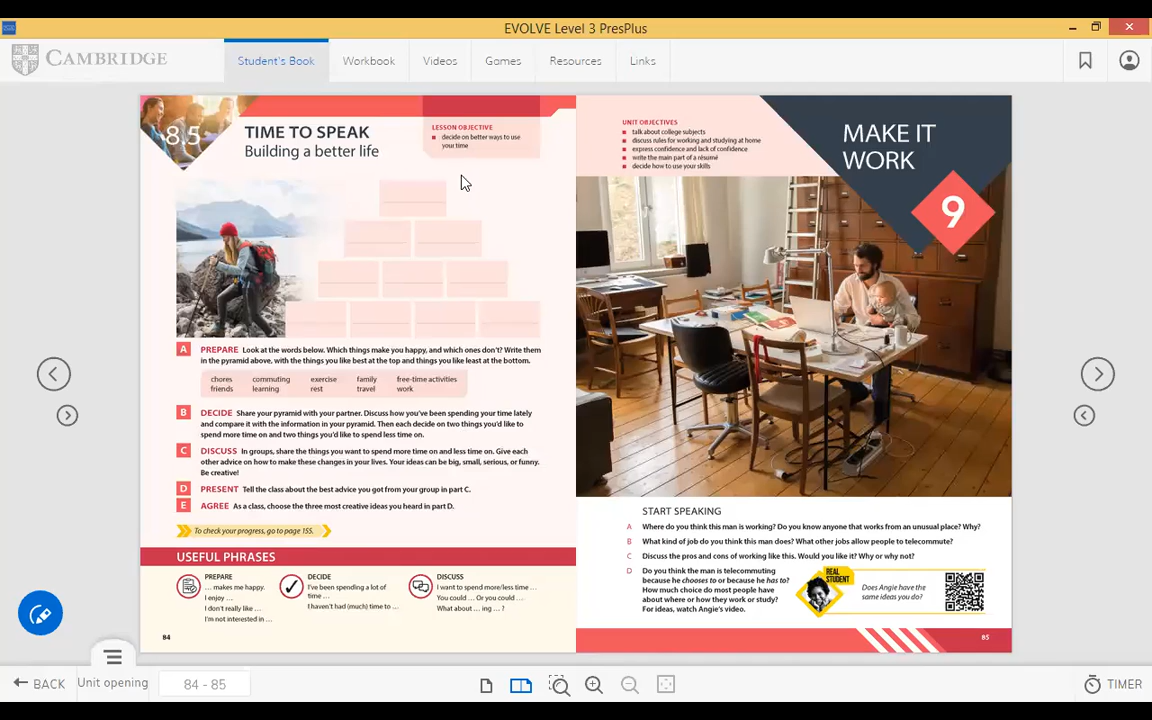 EVOLVE Level 3 PresPlus
CAMBRIDGE
Student's Book
Workbook
Videos
Games
Resources
Links
8.5
TIME TO SPEAK
Building a better life
LESSON OBJECTIVE
decide on better ways to use
your time
A PREPARE Look at the words below. Which things make you happy, and which ones don't? Write them
in the pyramid above, with the things you like best at the top and things you like least at the bottom.
chores commuting exercise family free-time activities
friends learning rest travel work
B DECIDE Share your pyramid with your partner. Discuss how you've been spending your time lately
and compare it with the information in your pyramid. Then each decide on two things you'd like to
spend more time on and two things you'd like to spend less time on.
C DISCUSS In groups, share the things you want to spend more time on and less time on. Give each
other advice on how to make these changes in your lives. Your ideas can be big, small, serious, or funny.
Be creative!
D PRESENT Tell the class about the best advice you got from your group in part C.
E AGREE As a class, choose the three most creative ideas you heard in part D.
To check your progress, go to page 155.
USEFUL PHRASES
PREPARE
… makes me happy.
I enjoy …
I don't really like …
I'm not interested in …
DECIDE
I've been spending a lot of
time …
I haven't had (much) time to …
DISCUSS
I want to spend more/less time …
You could … Or you could …
What about … ing … ?
84
UNIT OBJECTIVES
talk about college subjects
discuss rules for working and studying at home
express confidence and lack of confidence
write the main part of a résumé
decide how to use your skills
MAKE IT
WORK
9
START SPEAKING
A Where do you think this man is working? Do you know anyone that works from an unusual place? Why?
B What kind of job do you think this man does? What other jobs allow people to telecommute?
C Discuss the pros and cons of working like this. Would you like it? Why or why not?
D Do you think the man is telecommuting
because he chooses to or because he has to?
How much choice do most people have
about where or how they work or study?
For ideas, watch Angie's video.
REAL
STUDENT
Does Angie have the
same ideas you do?
85
BACK
Unit opening
84 - 85
TIMER